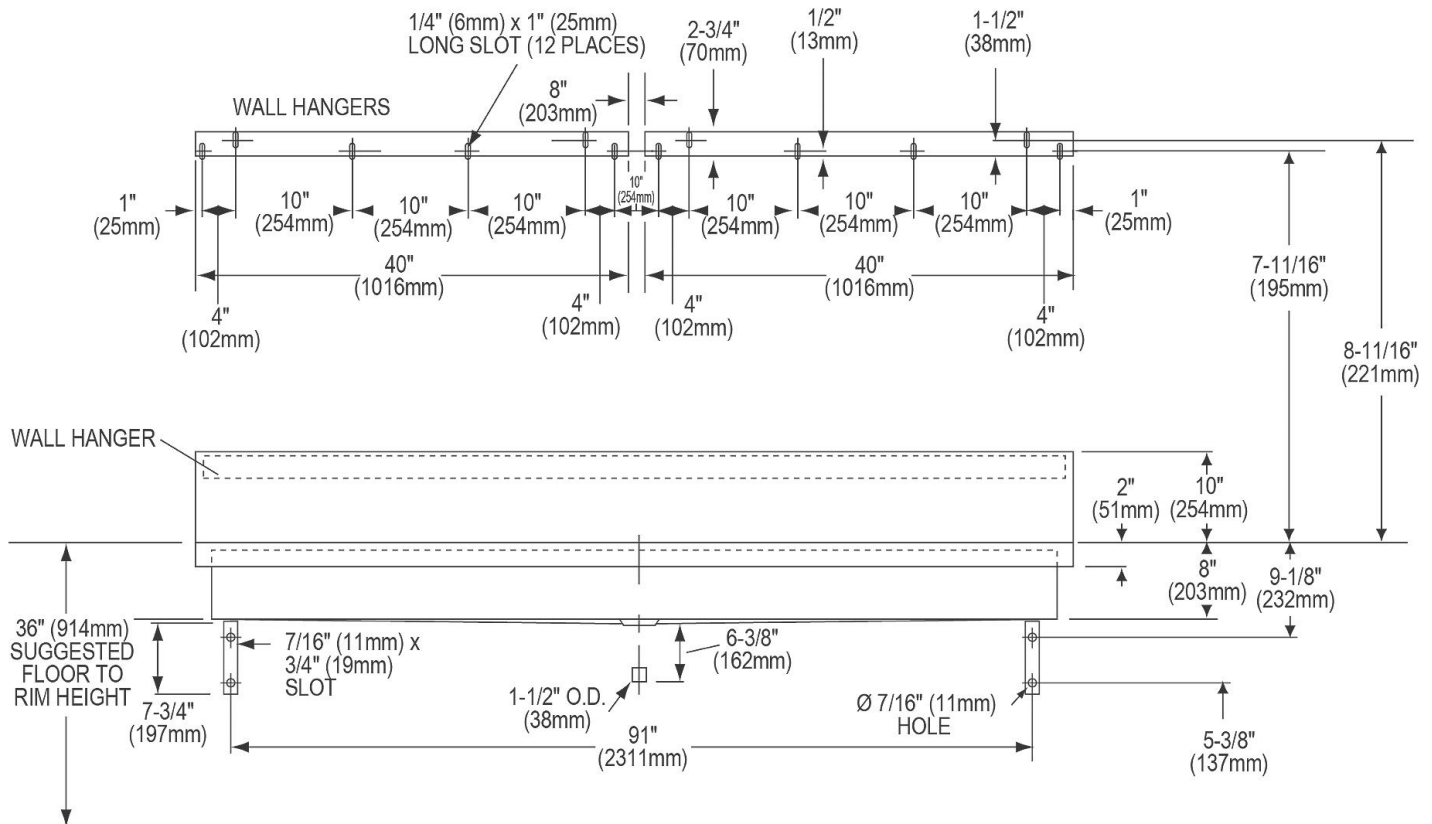 1/4" (6mm) x 1" (25mm)
LONG SLOT (12 PLACES)
2-3/4"
(70mm)
1/2"
(13mm)
1-1/2"
(38mm)
WALL HANGERS
8"
(203mm)
1"
(25mm)
10"
(254mm)
10"
(254mm)
10"
(254mm)
10"
(254mm)
10"
(254mm)
10"
(254mm)
10"
(254mm)
1"
(25mm)
40"
(1016mm)
40"
(1016mm)
4"
(102mm)
4"
(102mm)
4"
(102mm)
4"
(102mm)
7-11/16"
(195mm)
8-11/16"
(221mm)
WALL HANGER
2"
(51mm)
10"
(254mm)
8"
(203mm)
9-1/8"
(232mm)
36" (914mm)
SUGGESTED
FLOOR TO
RIM HEIGHT
7-3/4"
(197mm)
7/16" (11mm) x
3/4" (19mm)
SLOT
6-3/8"
(162mm)
1-1/2" O.D.
(38mm)
Ø 7/16" (11mm)
HOLE
91"
(2311mm)
5-3/8"
(137mm)